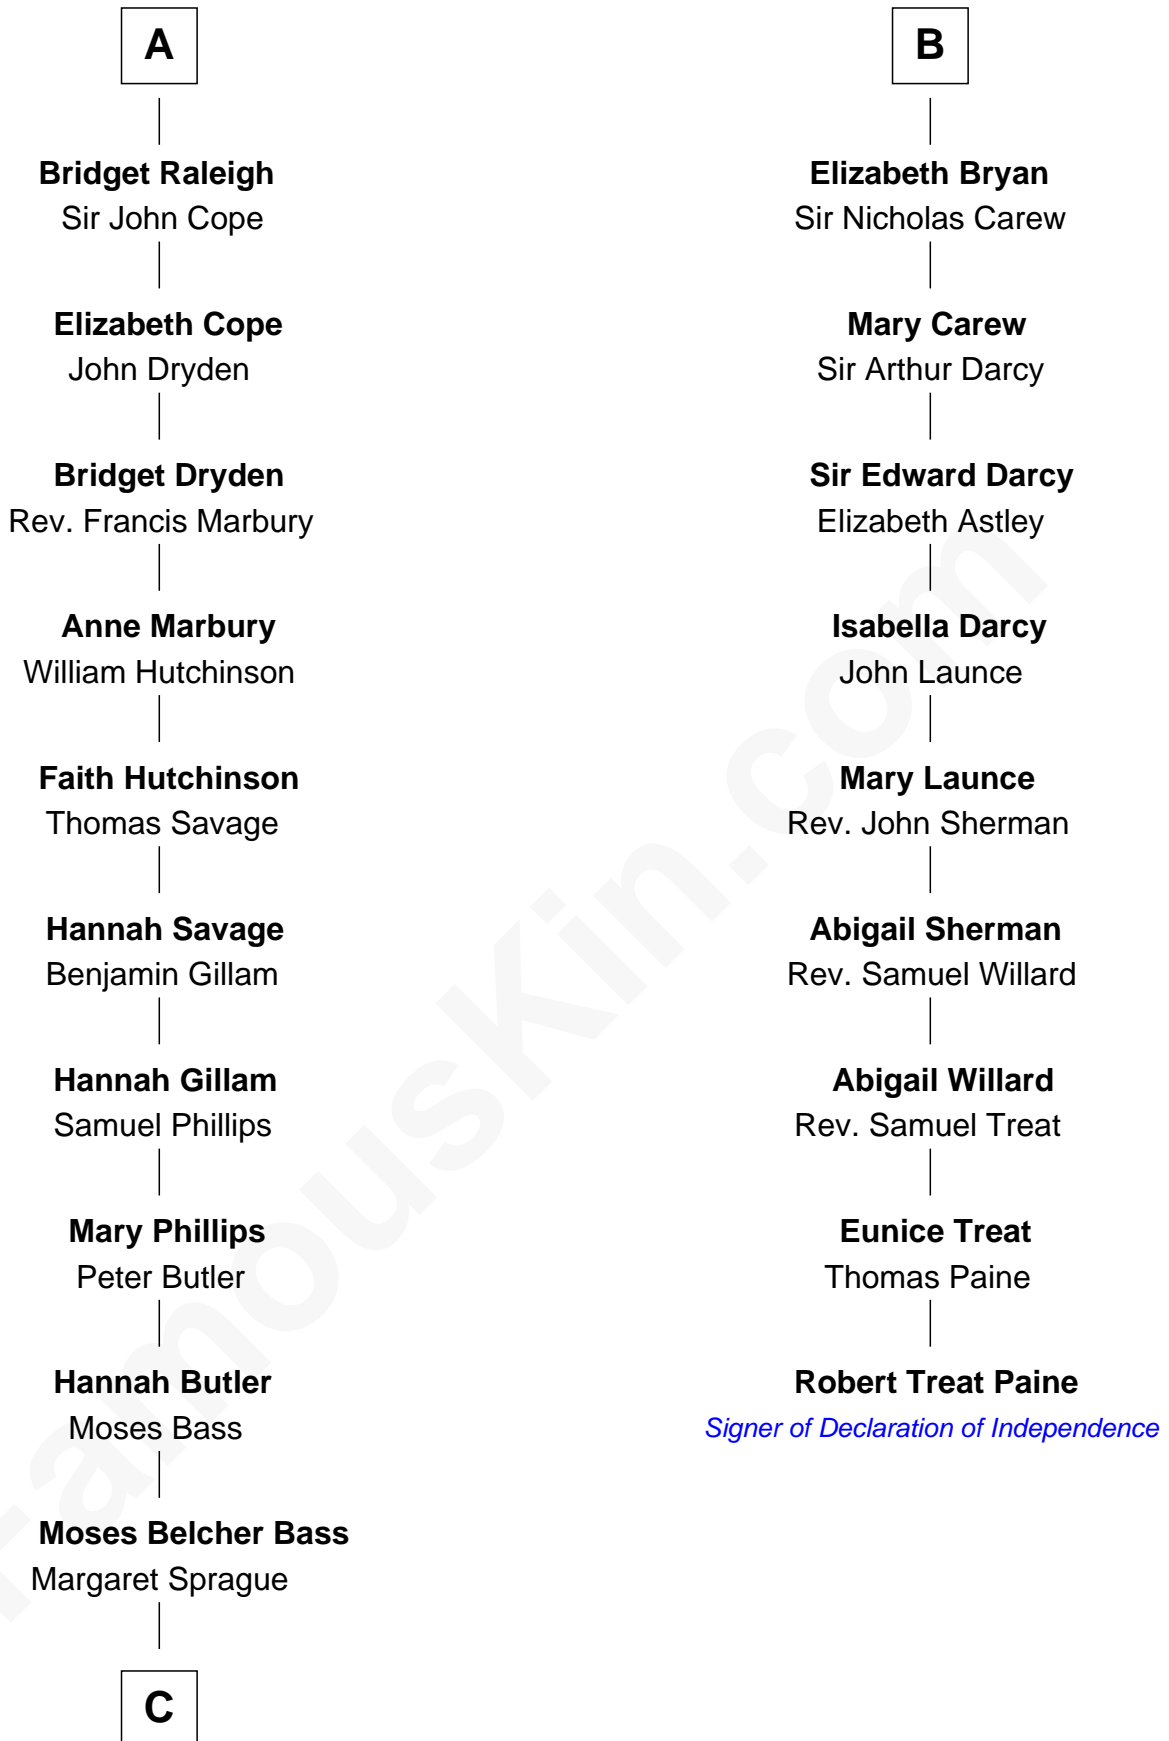 A
Bridget Raleigh
Sir John Cope
Elizabeth Cope
John Dryden
Bridget Dryden
Rev. Francis Marbury
Anne Marbury
William Hutchinson
Faith Hutchinson
Thomas Savage
Hannah Savage
Benjamin Gillam
Hannah Gillam
Samuel Phillips
Mary Phillips
Peter Butler
Hannah Butler
Moses Bass
Moses Belcher Bass
Margaret Sprague
C
B
Elizabeth Bryan
Sir Nicholas Carew
Mary Carew
Sir Arthur Darcy
Sir Edward Darcy
Elizabeth Astley
Isabella Darcy
John Launce
Mary Launce
Rev. John Sherman
Abigail Sherman
Rev. Samuel Willard
Abigail Willard
Rev. Samuel Treat
Eunice Treat
Thomas Paine
Robert Treat Paine
Signer of Declaration of Independence
FamousKin.com